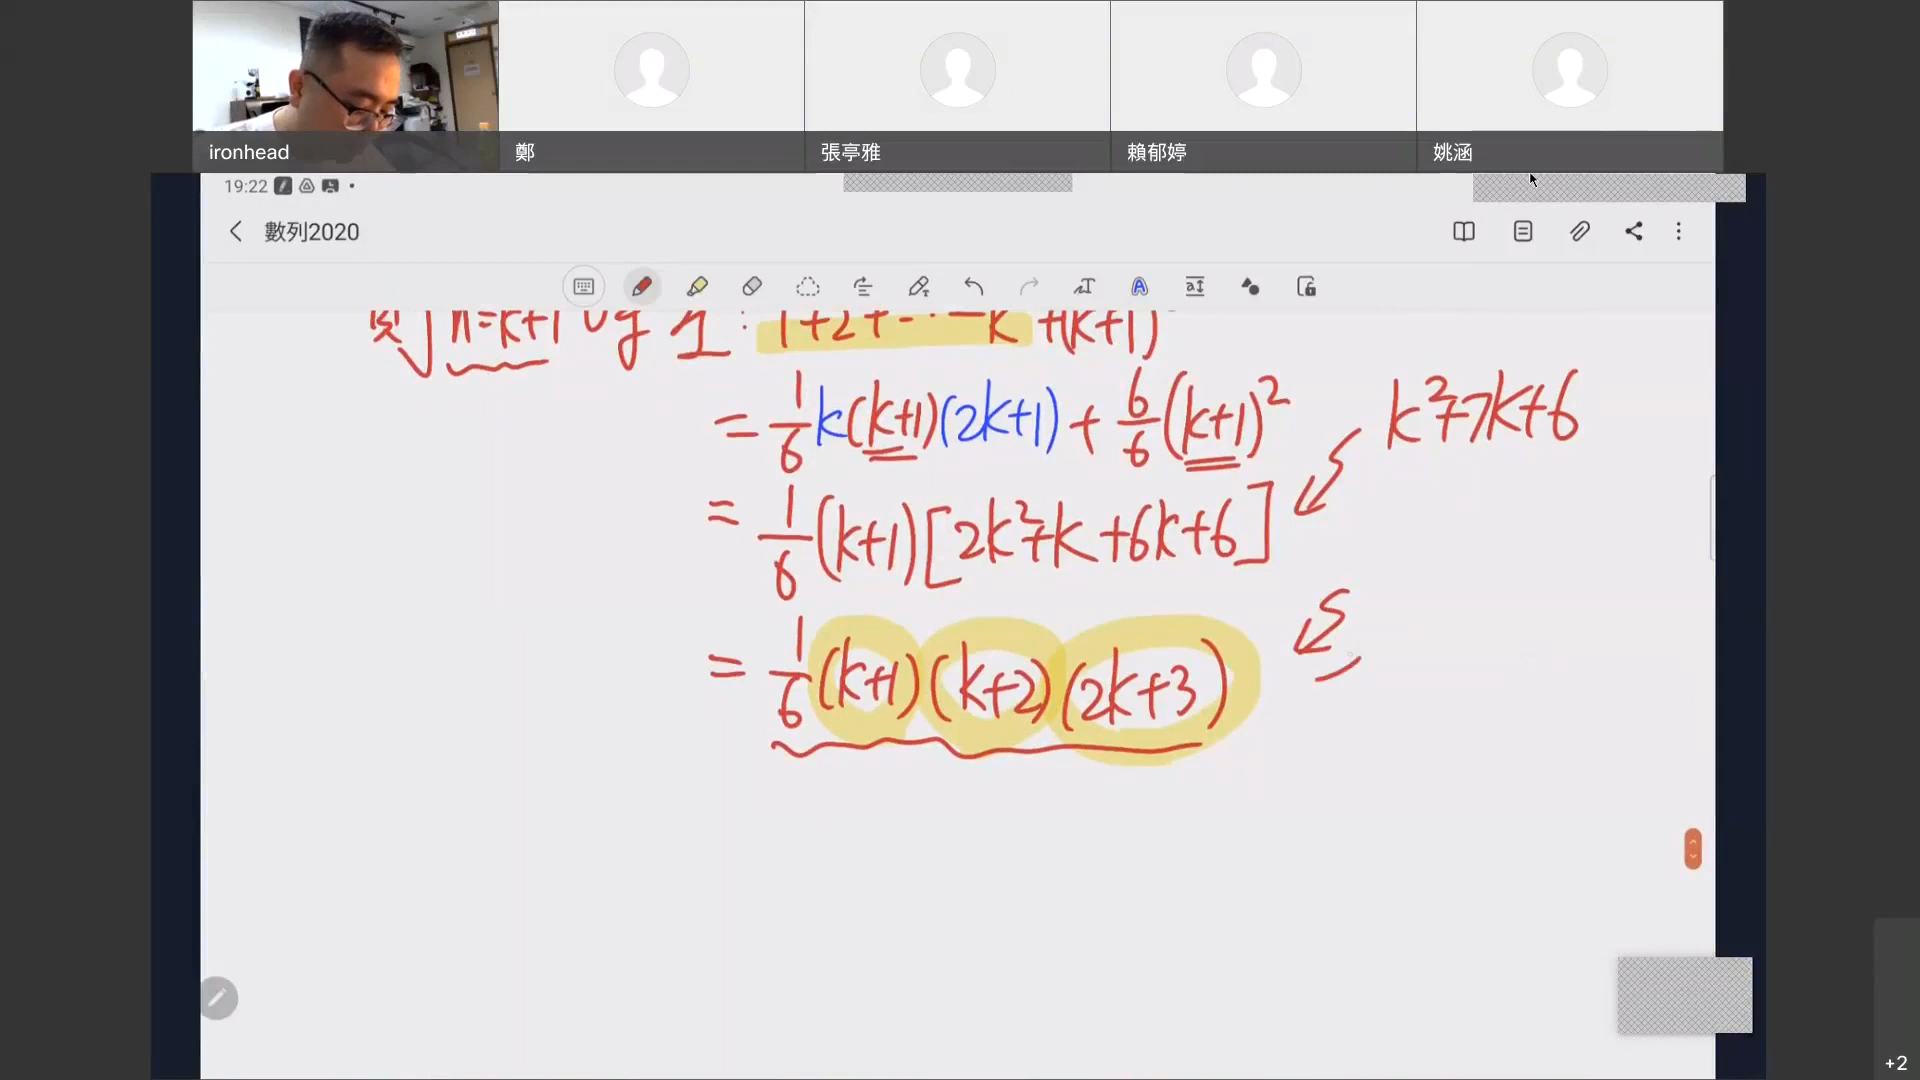 ironhead
鄭
張亭雅
賴郁婷
姚涵
19:22
數列2020
則 n=k+1 1+2+--- k +(k+1)
= 1/6 k(k+1)(2k+1) + 6/6 (k+1)²
k²+7k+6
= 1/6 (k+1)[2k²+k+6k+6]
= 1/6 (k+1)(k+2)(2k+3)
+2